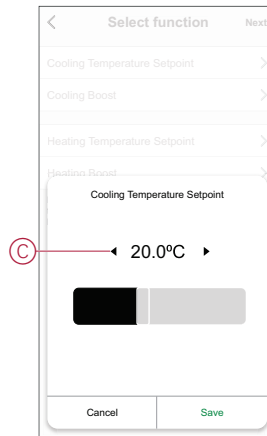 Select function Next
Cooling Temperature Setpoint
Cooling Boost
Heating Temperature Setpoint
Heating Boost
Cooling Temperature Setpoint
C
20.0ºC
Cancel Save